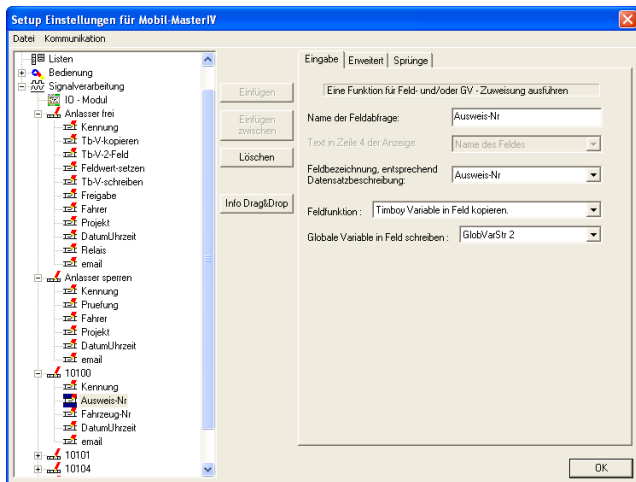 Setup Einstellungen für Mobil-MasterIV
Datei Kommunikation
Listen
Bedienung
Signalverarbeitung
IO - Modul
Anlasser frei
Kennung
Tb-V-kopieren
Tb-V-2-Feld
Feldwert-setzen
Tb-V-schreiben
Freigabe
Fahrer
Projekt
DatumUhrzeit
Relais
email
Anlasser sperren
Kennung
Pruefung
Fahrer
Projekt
DatumUhrzeit
email
10100
Kennung
Ausweis-Nr
Fahrzeug-Nr
DatumUhrzeit
email
10101
10104
Einfügen
Einfügen
zwischen
Löschen
Info Drag&Drop
Eingabe Erweitert Sprünge
Eine Funktion für Feld- und/oder GV - Zuweisung ausführen
Name der Feldabfrage: Ausweis-Nr
Text in Zeile 4 der Anzeige: Name des Feldes
Feldbezeichnung, entsprechend
Datensatzbeschreibung: Ausweis-Nr
Feldfunktion : Timboy Variable in Feld kopieren.
Globale Variable in Feld schreiben : GlobVarStr 2
OK